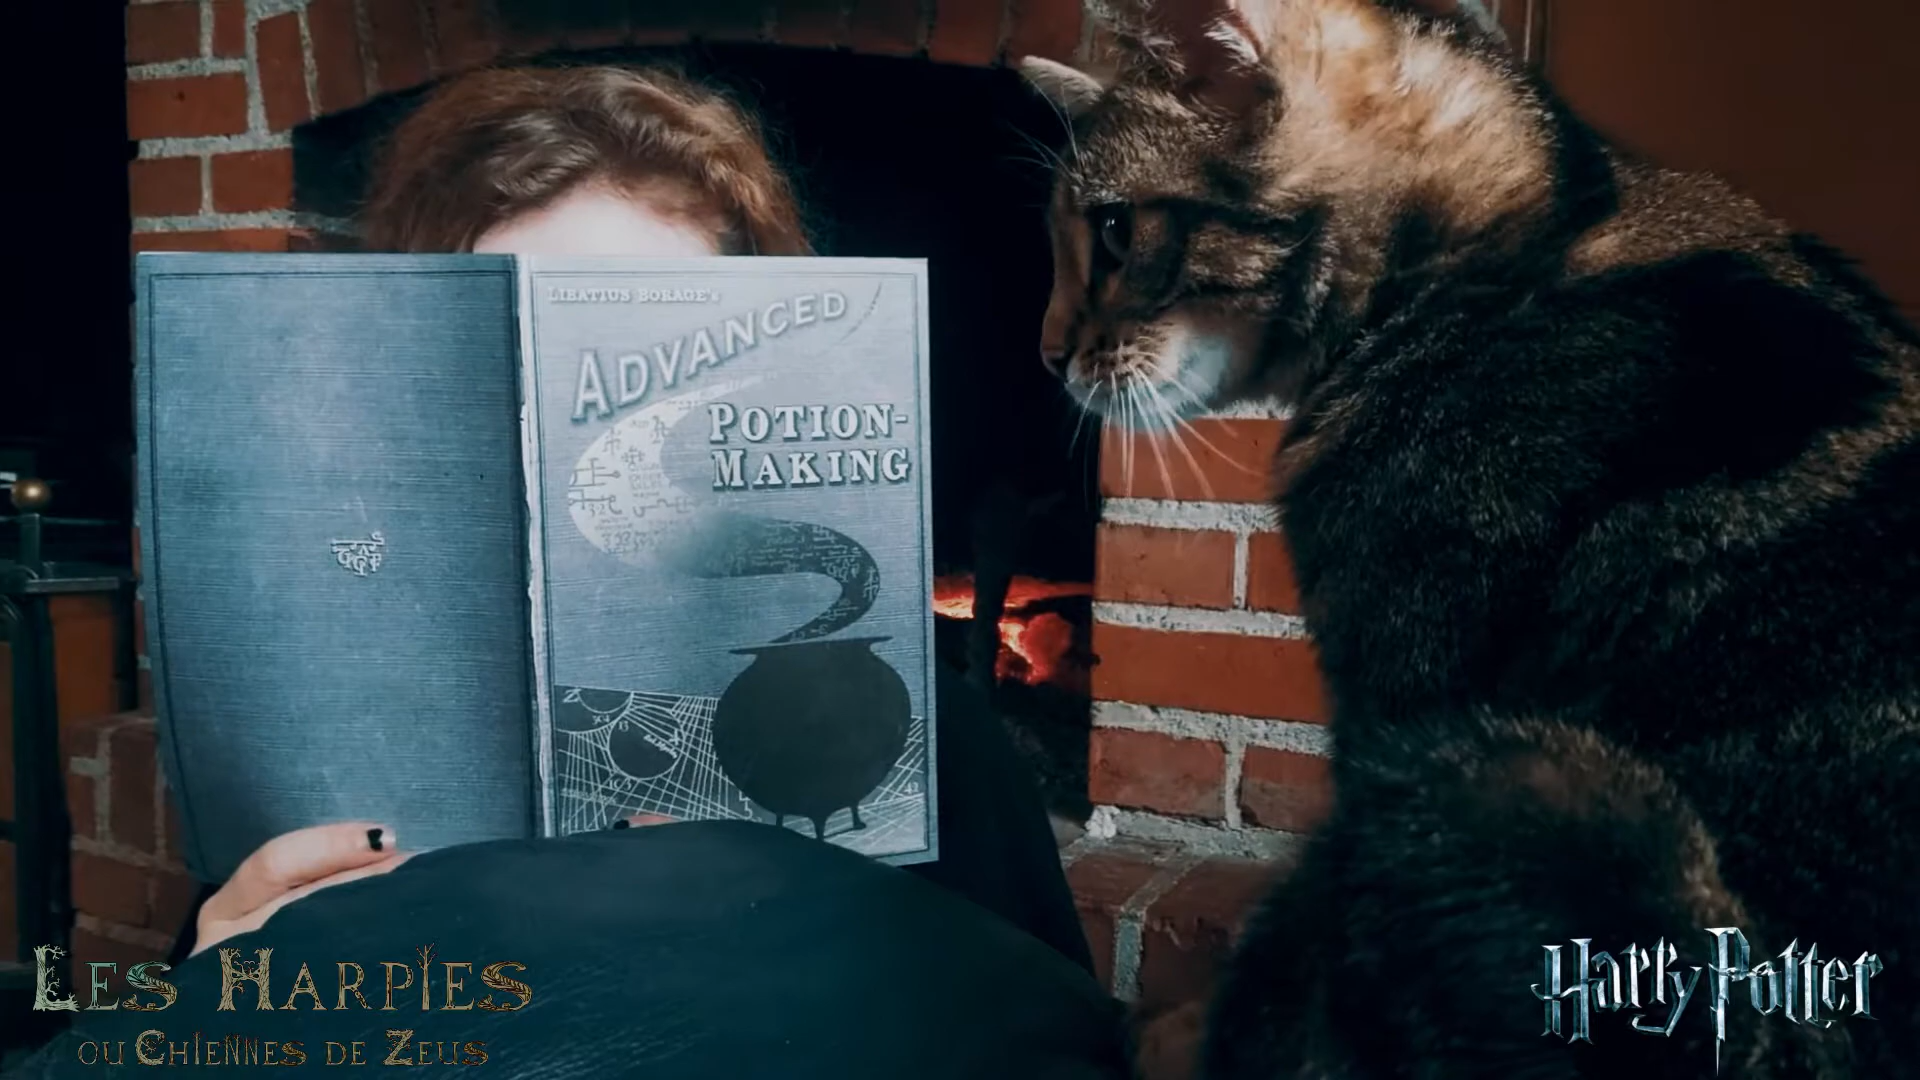 LIBATIUS BORAGE'S
ADVANCED
POTION-
MAKING
LES HARPIES
OU CHIENNES DE ZEUS
Harry Potter